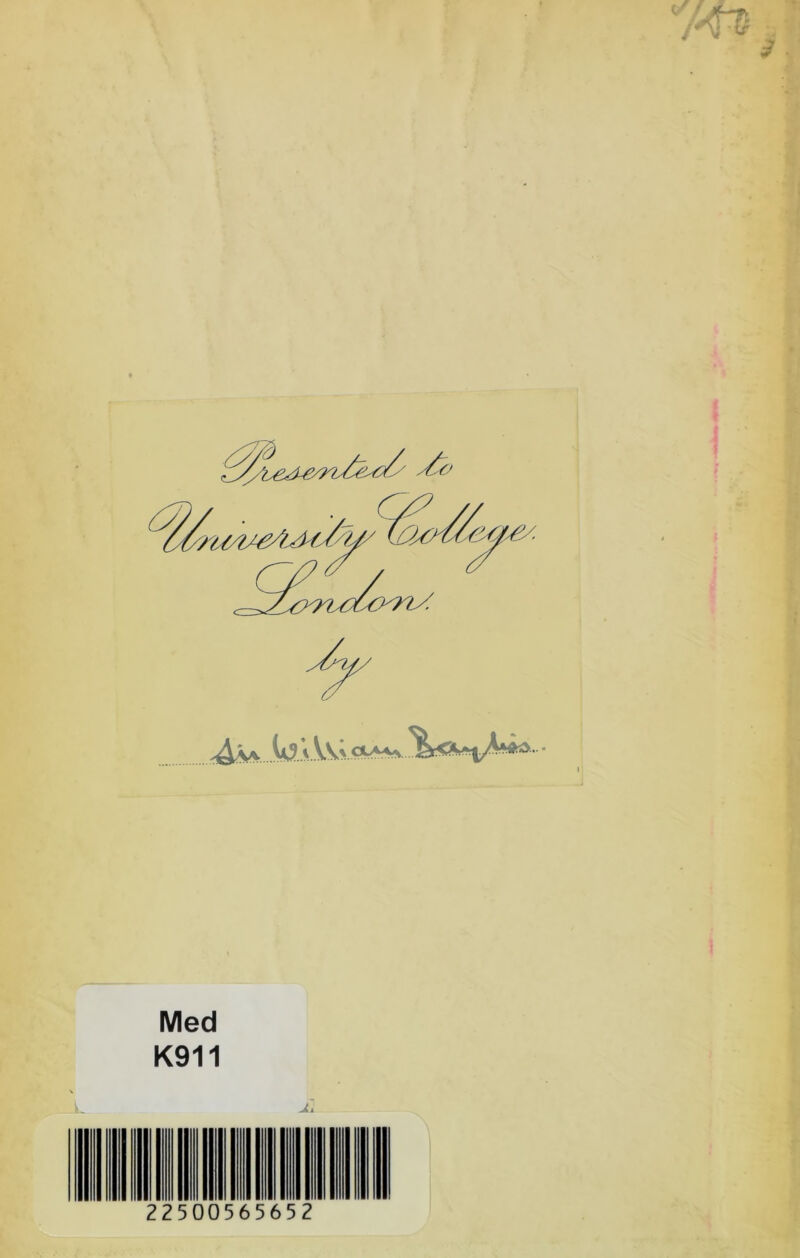 Presented to
University College.
London.
by
Sir William Bayliss.
Med
K911
22500565652